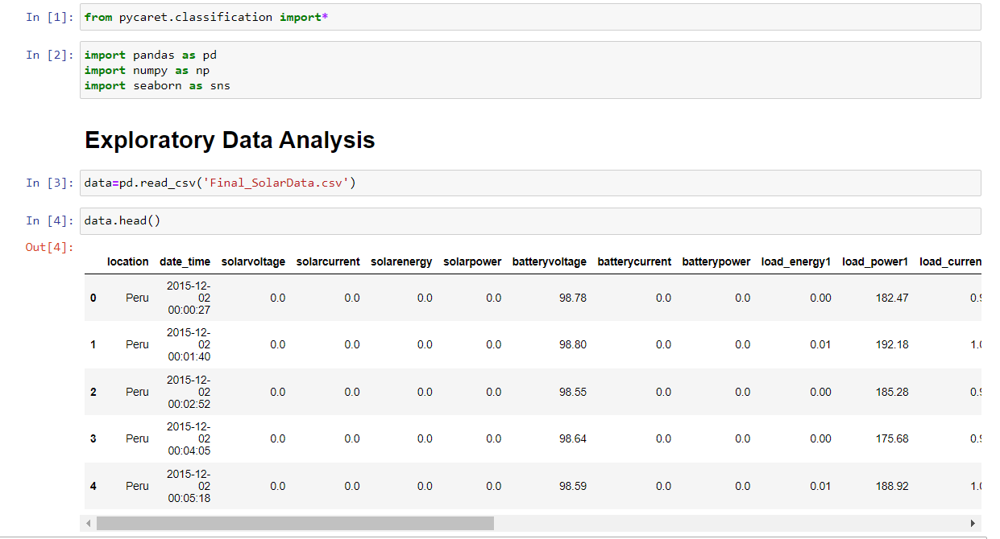 In [1]: from pycaret.classification import*
In [2]: import pandas as pd
import numpy as np
import seaborn as sns
Exploratory Data Analysis
In [3]: data=pd.read_csv('Final_SolarData.csv')
In [4]: data.head()
Out[4]:
location date_time solarvoltage solarcurrent solarenergy solarpower batteryvoltage batterycurrent batterypower load_energy1 load_power1 load_curren
0 Peru 2015-12-02 00:00:27 0.0 0.0 0.0 0.0 98.78 0.0 0.0 0.00 182.47 0.9
1 Peru 2015-12-02 00:01:40 0.0 0.0 0.0 0.0 98.80 0.0 0.0 0.01 192.18 1.0
2 Peru 2015-12-02 00:02:52 0.0 0.0 0.0 0.0 98.55 0.0 0.0 0.00 185.28 0.9
3 Peru 2015-12-02 00:04:05 0.0 0.0 0.0 0.0 98.64 0.0 0.0 0.00 175.68 0.9
4 Peru 2015-12-02 00:05:18 0.0 0.0 0.0 0.0 98.59 0.0 0.0 0.01 188.92 1.0